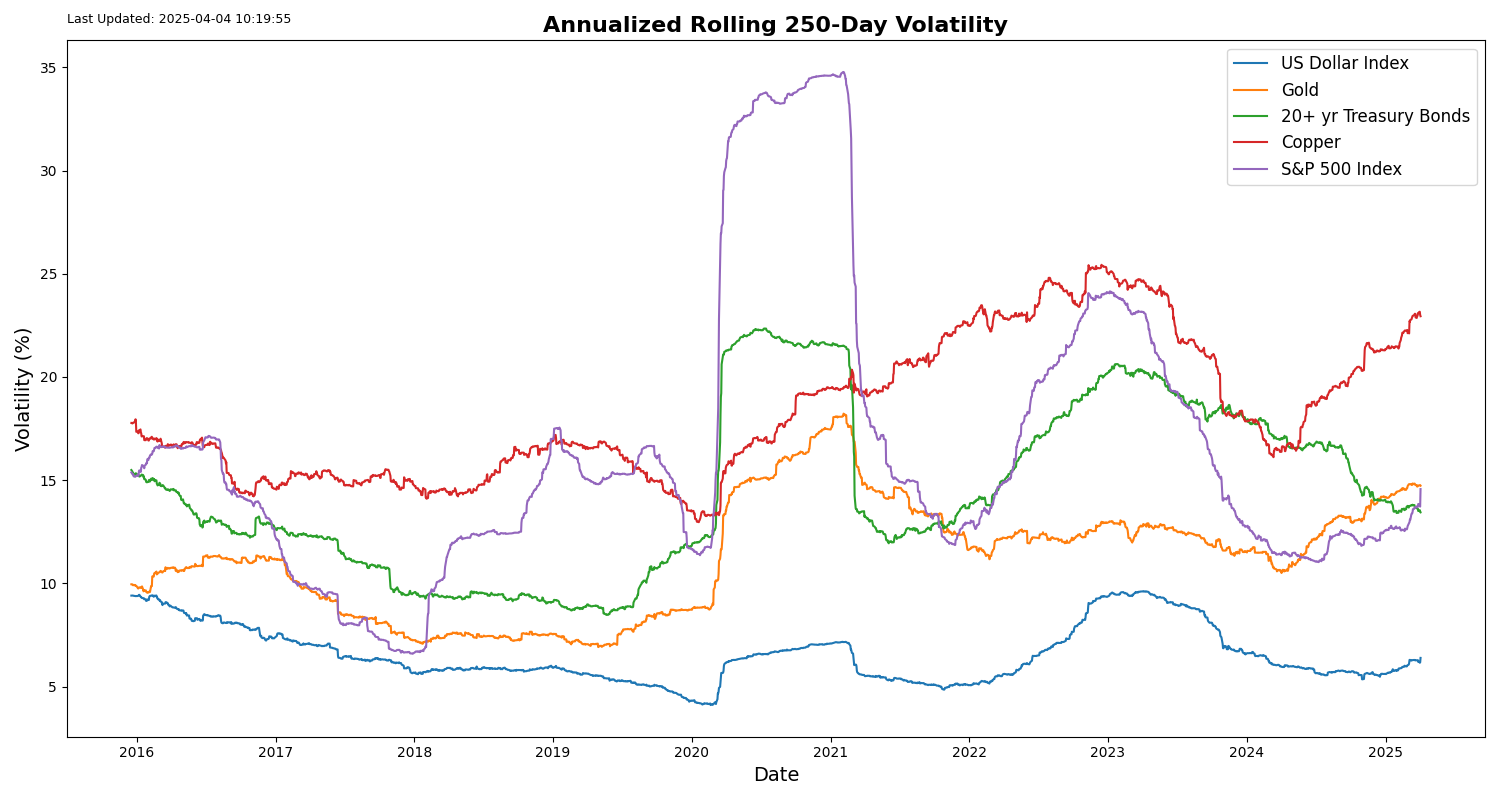 Last Updated: 2025-04-04 10:19:55
Annualized Rolling 250-Day Volatility
US Dollar Index
Gold
20+ yr Treasury Bonds
Copper
S&P 500 Index
Volatility (%)
35
30
25
20
15
10
5
2016 2017 2018 2019 2020 2021 2022 2023 2024 2025
Date